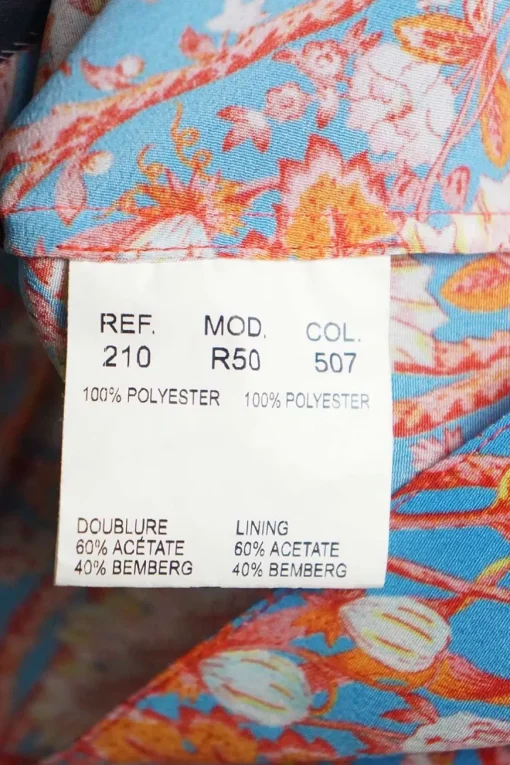 REF. MOD. COL.
210 R50 507
100% POLYESTER 100% POLYESTER
DOUBLURE LINING
60% ACÉTATE 60% ACETATE
40% BEMBERG 40% BEMBERG